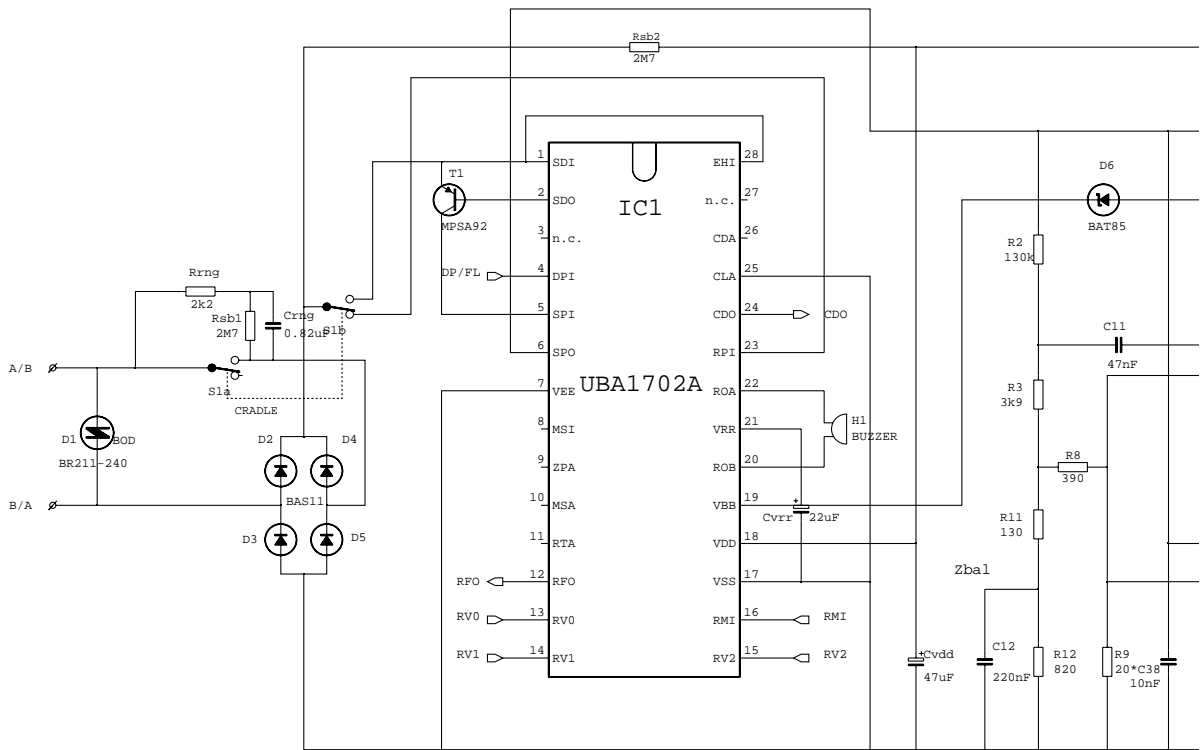 Rsb2
2M7
1 SDI EHI 28
T1
D6
2 SDO n.c. 27
IC1
MPSA92
BAT85
3 n.c. CDA 26
R2
130k
Rrng
DP/FL 4 DPI CLA 25
2k2
Rsb1 Crng
2M7 0.82uF S1b
5 SPI CDO 24 CDO
C11
47nF
6 SPO RPI 23
A/B
S1a
UBA1702A
7 VEE ROA 22
R3
3k9
CRADLE
H1
BUZZER
D1 BOD
D2 D4
8 MSI VRR 21
BR211-240
9 ZPA ROB 20
R8
390
B/A
BAS11
10 MSA VBB 19
+
Cvrr 22uF
R11
130
D3 D5
11 RTA VDD 18
Zbal
RFO 12 RFO VSS 17
RV0 13 RV0 RMI 16 RMI
RV1 14 RV1 RV2 15 RV2
+
Cvdd
47uF
C12
220nF
R12
820
R9
20*C38
10nF